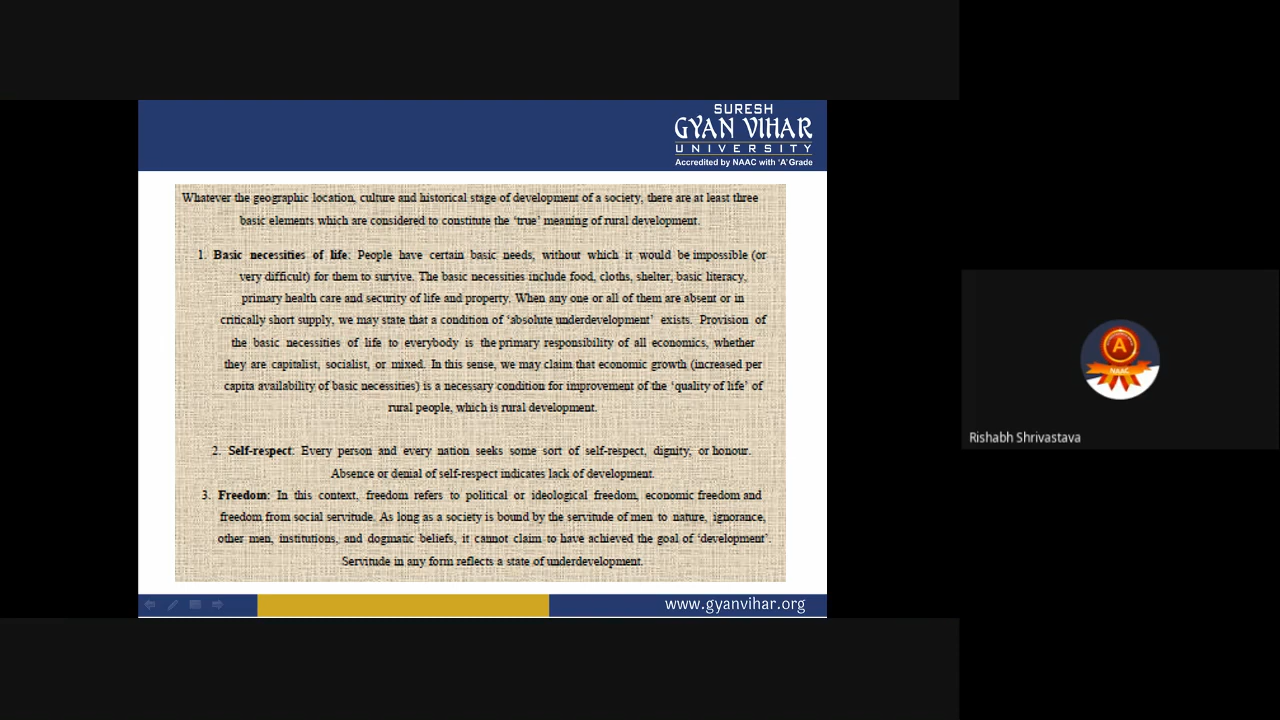 SURESH
GYAN VIHAR
UNIVERSITY
Accredited by NAAC with 'A' Grade
Whatever the geographic location, culture and historical stage of development of a society, there are at least three
basic elements which are considered to constitute the 'true' meaning of rural development.
1. Basic necessities of life: People have certain basic needs, without which it would be impossible (or
very difficult) for them to survive. The basic necessities include food, cloths, shelter, basic literacy,
primary health care and security of life and property. When any one or all of them are absent or in
critically short supply, we may state that a condition of 'absolute underdevelopment' exists. Provision of
the basic necessities of life to everybody is the primary responsibility of all economics, whether
they are capitalist, socialist, or mixed. In this sense, we may claim that economic growth (increased per
capita availability of basic necessities) is a necessary condition for improvement of the 'quality of life' of
rural people, which is rural development.
2. Self-respect: Every person and every nation seeks some sort of self-respect, dignity, or honour.
Absence or denial of self-respect indicates lack of development.
3. Freedom: In this context, freedom refers to political or ideological freedom, economic freedom and
freedom from social servitude. As long as a society is bound by the servitude of men to nature, ignorance,
other men, institutions, and dogmatic beliefs, it cannot claim to have achieved the goal of 'development'.
Servitude in any form reflects a state of underdevelopment.
www.gyanvihar.org
A
NAAC
Rishabh Shrivastava